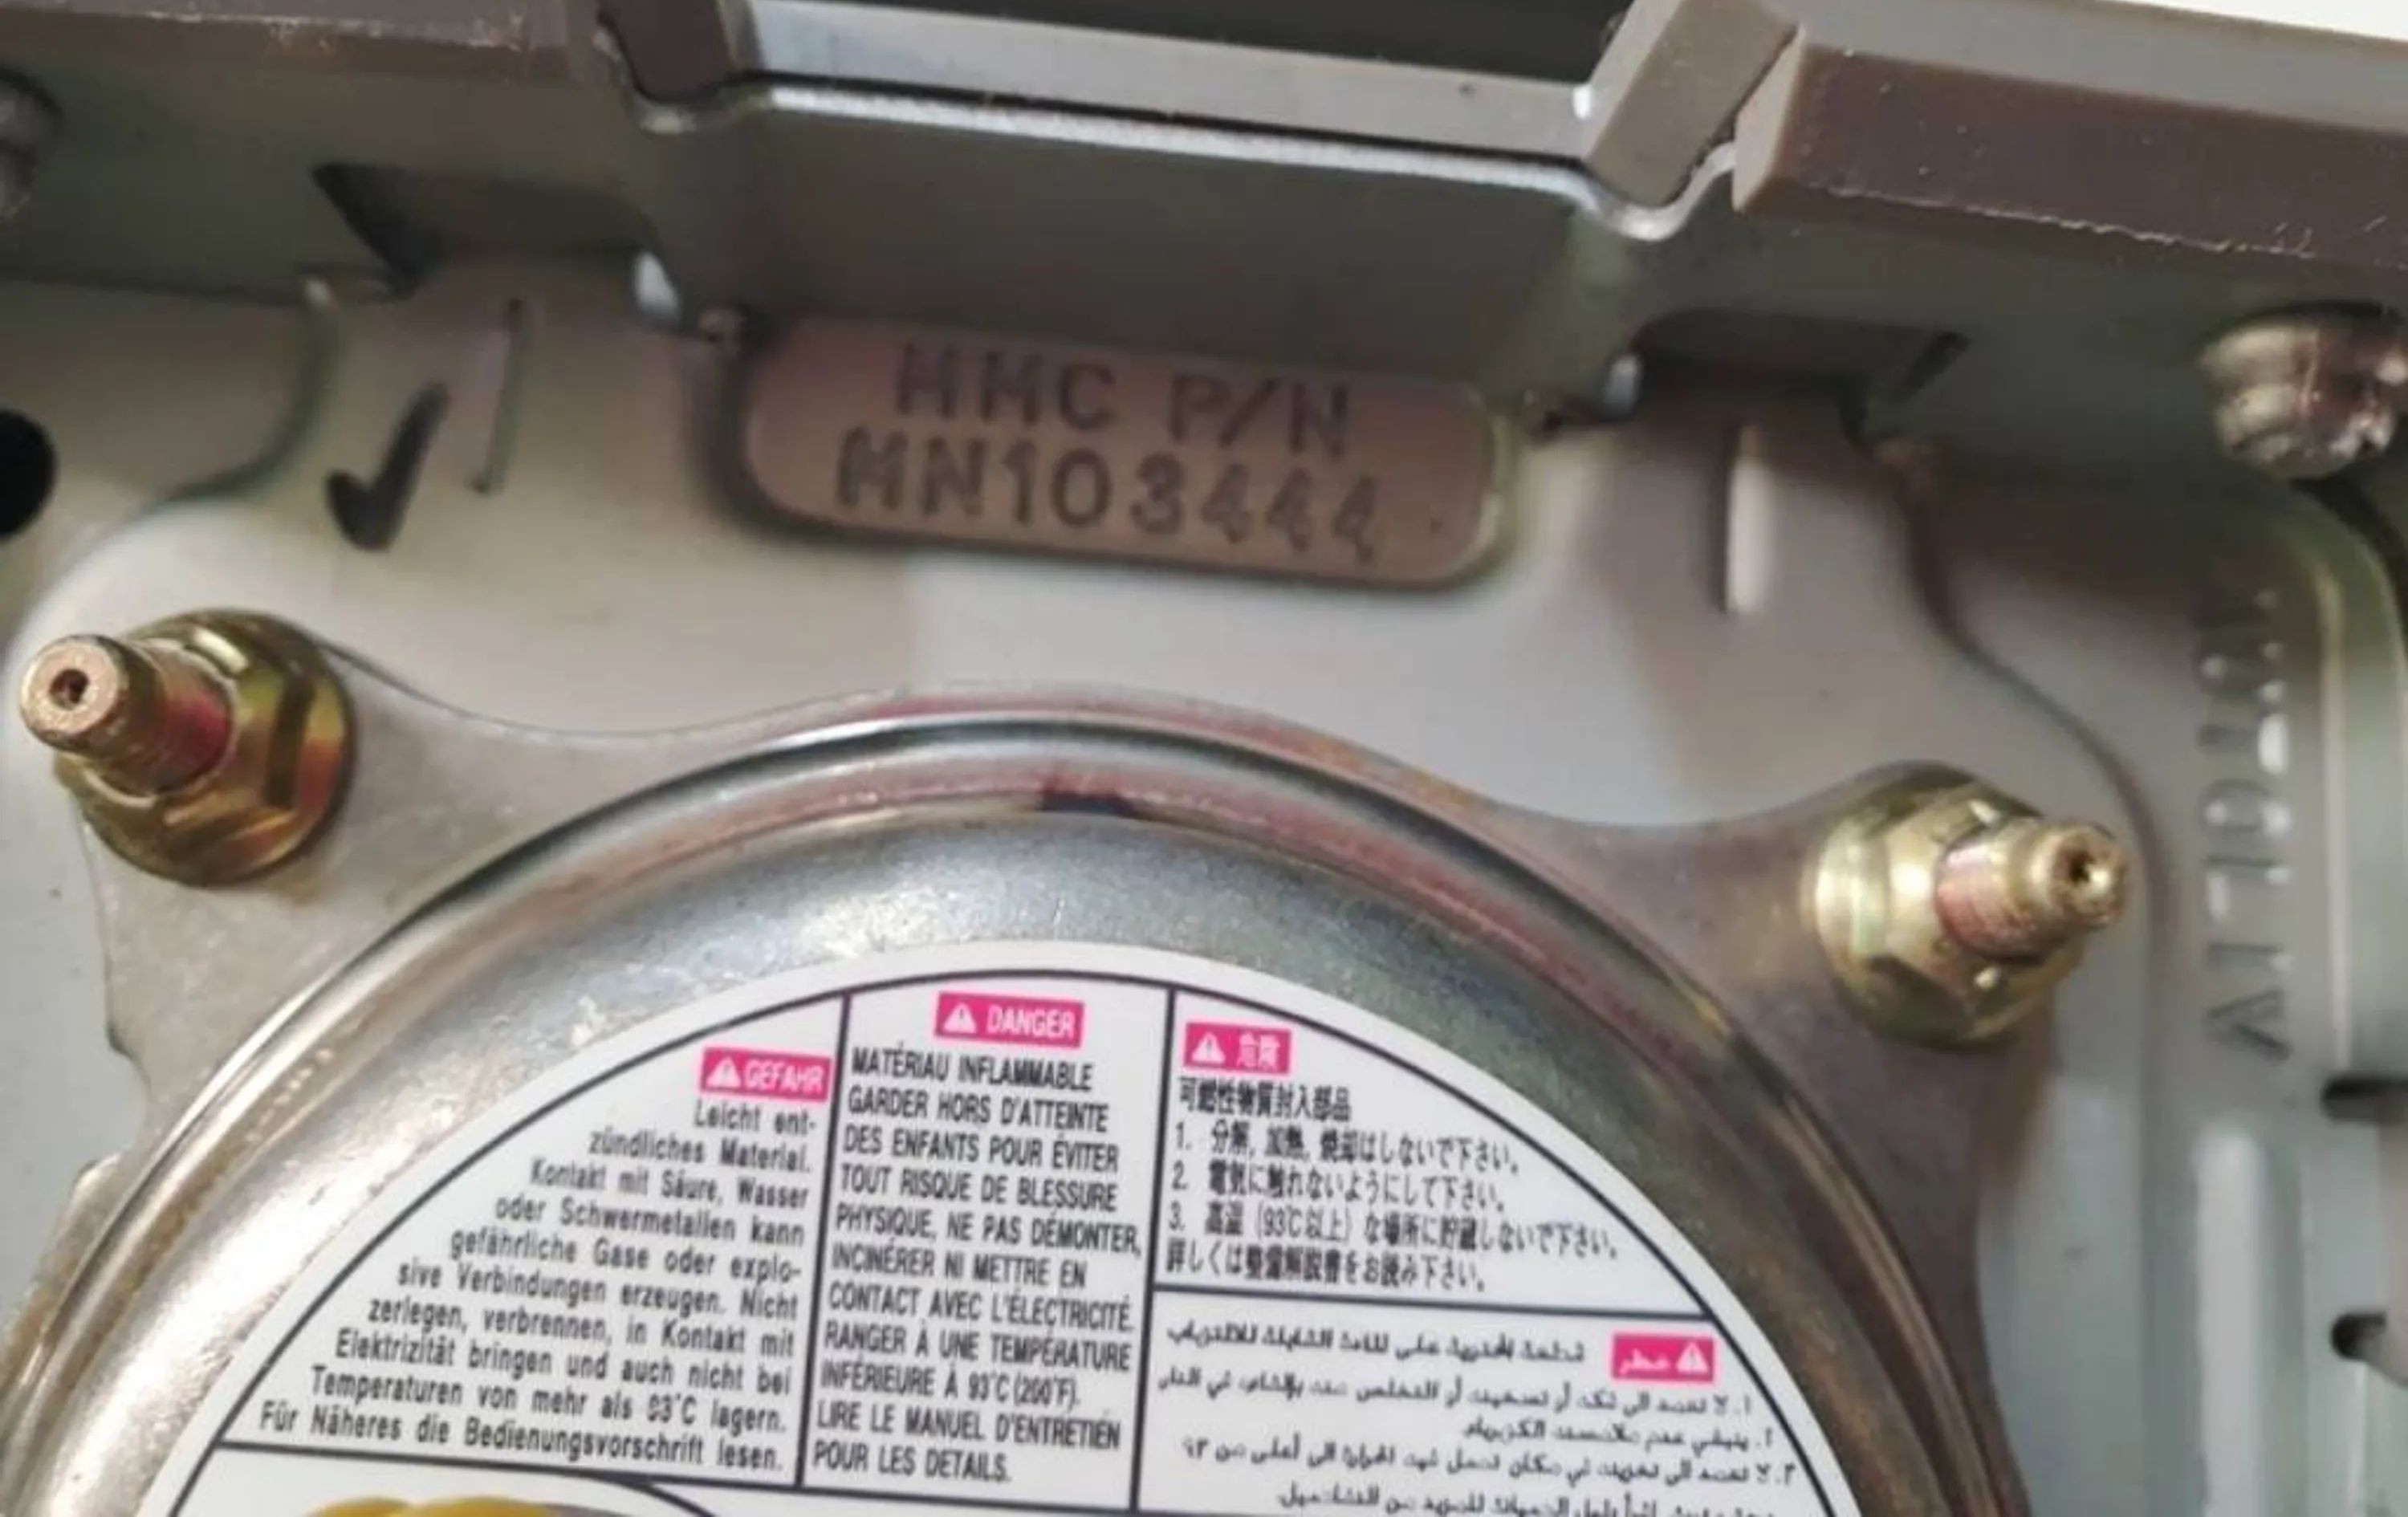 MMC P/N
MN103444
GEFAHR
Leicht ent-
zündliches Material.
Kontakt mit Säure, Wasser
oder Schwermetallen kann
gefährliche Gase oder explo-
sive Verbindungen erzeugen. Nicht
zerlegen, verbrennen, in Kontakt mit
Elektrizität bringen und auch nicht bei
Temperaturen von mehr als 93°C lagern.
Für Näheres die Bedienungsvorschrift lesen.
DANGER
MATÉRIAU INFLAMMABLE
GARDER HORS D'ATTEINTE
DES ENFANTS POUR ÉVITER
TOUT RISQUE DE BLESSURE
PHYSIQUE, NE PAS DÉMONTER,
INCINÉRER NI METTRE EN
CONTACT AVEC L'ÉLECTRICITÉ.
RANGER À UNE TEMPÉRATURE
INFÉRIEURE À 93°C (200°F).
LIRE LE MANUEL D'ENTRETIEN
POUR LES DETAILS.
危険
可燃性物質封入部品
1. 分解, 加熱, 焼却はしないで下さい。
2. 電気に触れないようにして下さい。
3. 高温 (93℃以上) な場所に貯蔵しないで下さい。
詳しくは整備解説書をお読み下さい。
خطر